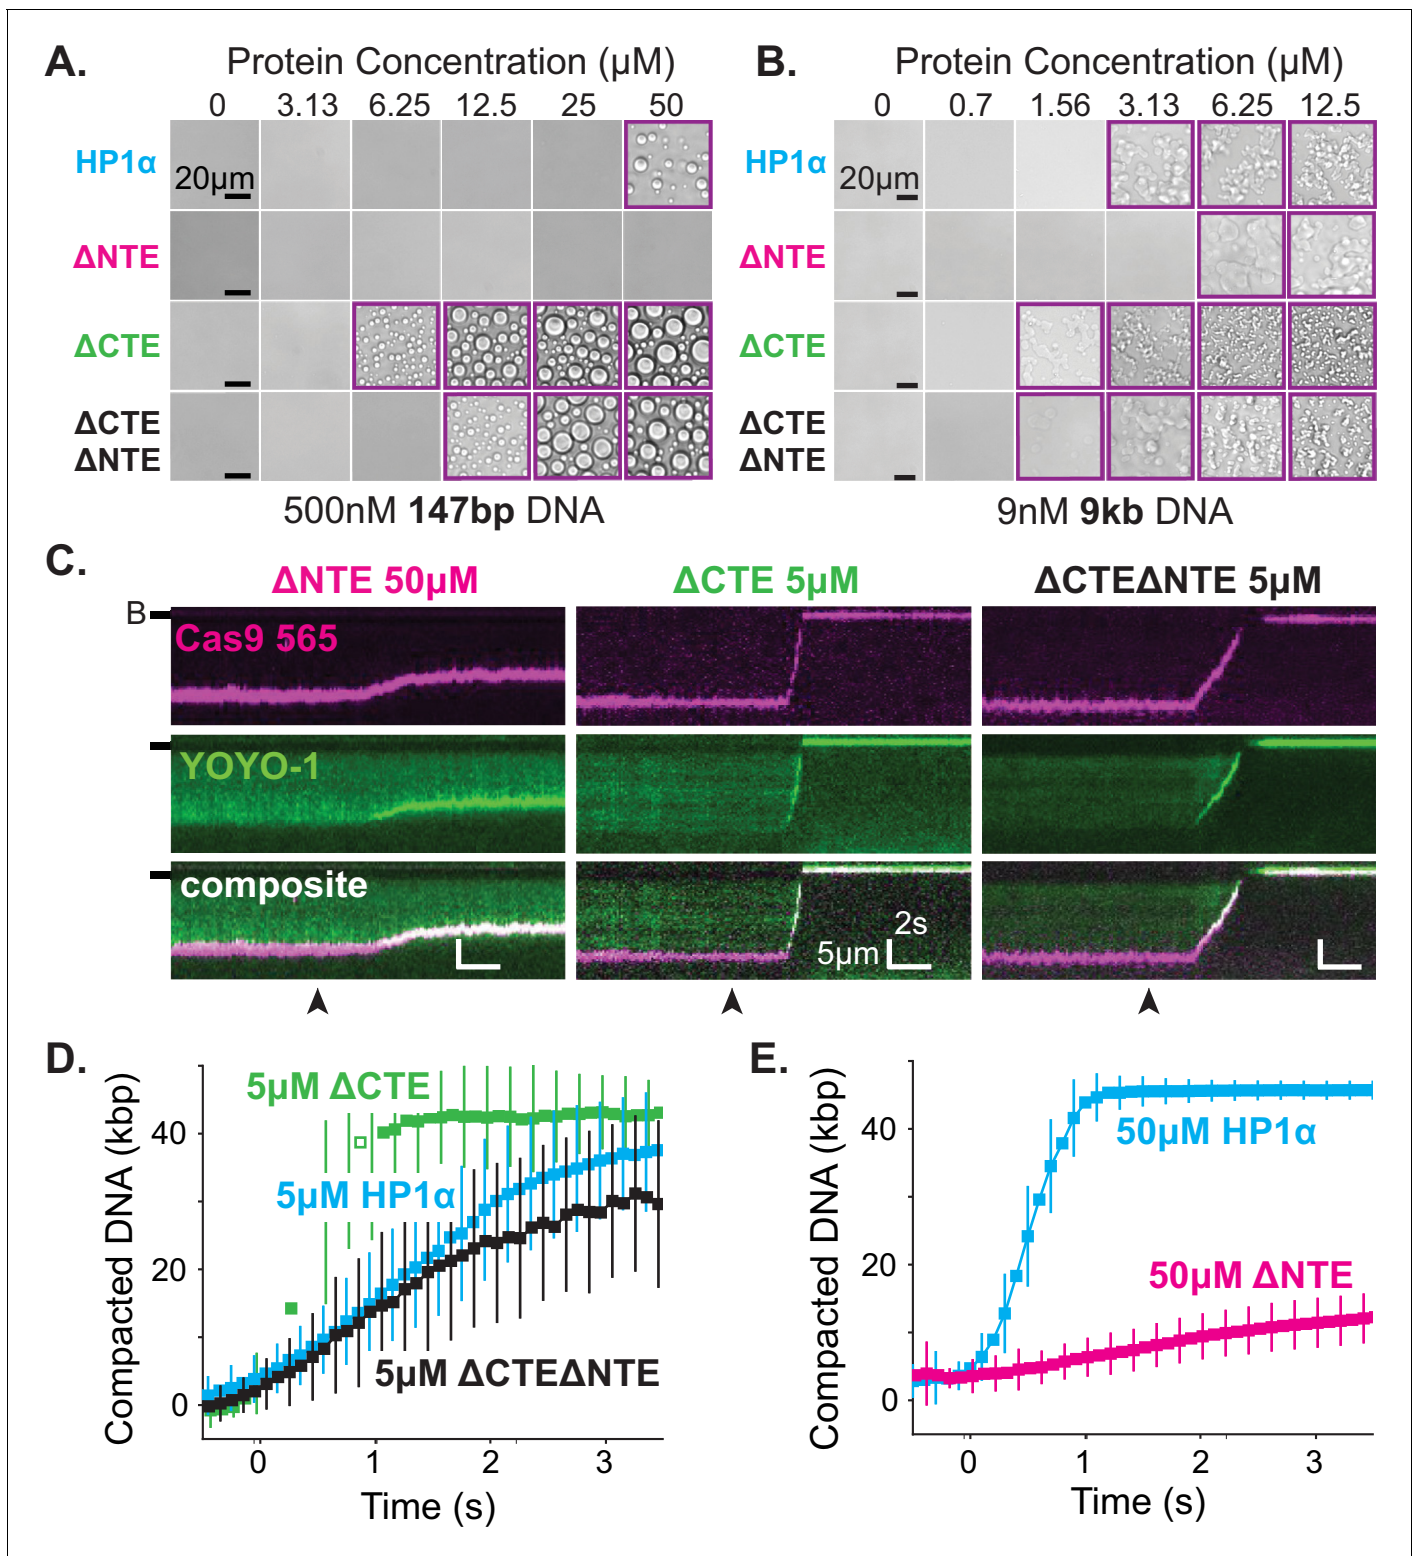 A.
Protein Concentration (µM)
0 3.13 6.25 12.5 25 50
HP1α
20µm
ΔNTE
ΔCTE
ΔCTE
ΔNTE
500nM 147bp DNA
B.
Protein Concentration (µM)
0 0.7 1.56 3.13 6.25 12.5
HP1α
20µm
ΔNTE
ΔCTE
ΔCTE
ΔNTE
9nM 9kb DNA
C.
ΔNTE 50µM
ΔCTE 5µM
ΔCTEΔNTE 5µM
B
Cas9 565
YOYO-1
composite
2s
5µm
D.
Compacted DNA (kbp)
40
20
0
5µM ΔCTE
5µM HP1α
5µM ΔCTEΔNTE
0 1 2 3
Time (s)
E.
Compacted DNA (kbp)
40
20
0
50µM HP1α
50µM ΔNTE
0 1 2 3
Time (s)